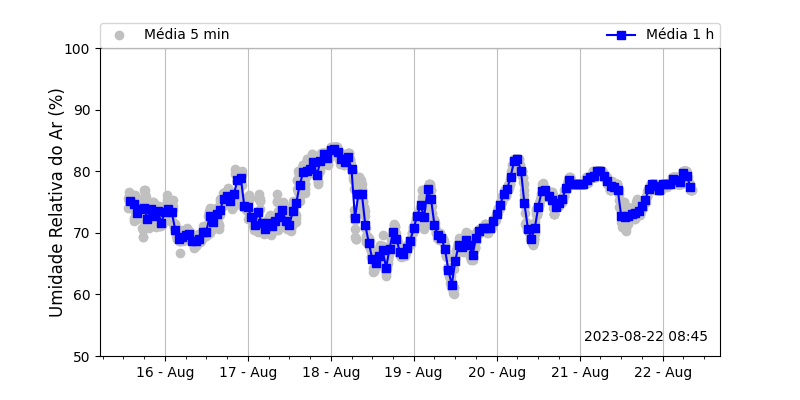 Média 5 min Média 1 h
100
90
80
70
60
50
Umidade Relativa do Ar (%)
2023-08-22 08:45
16 - Aug 17 - Aug 18 - Aug 19 - Aug 20 - Aug 21 - Aug 22 - Aug